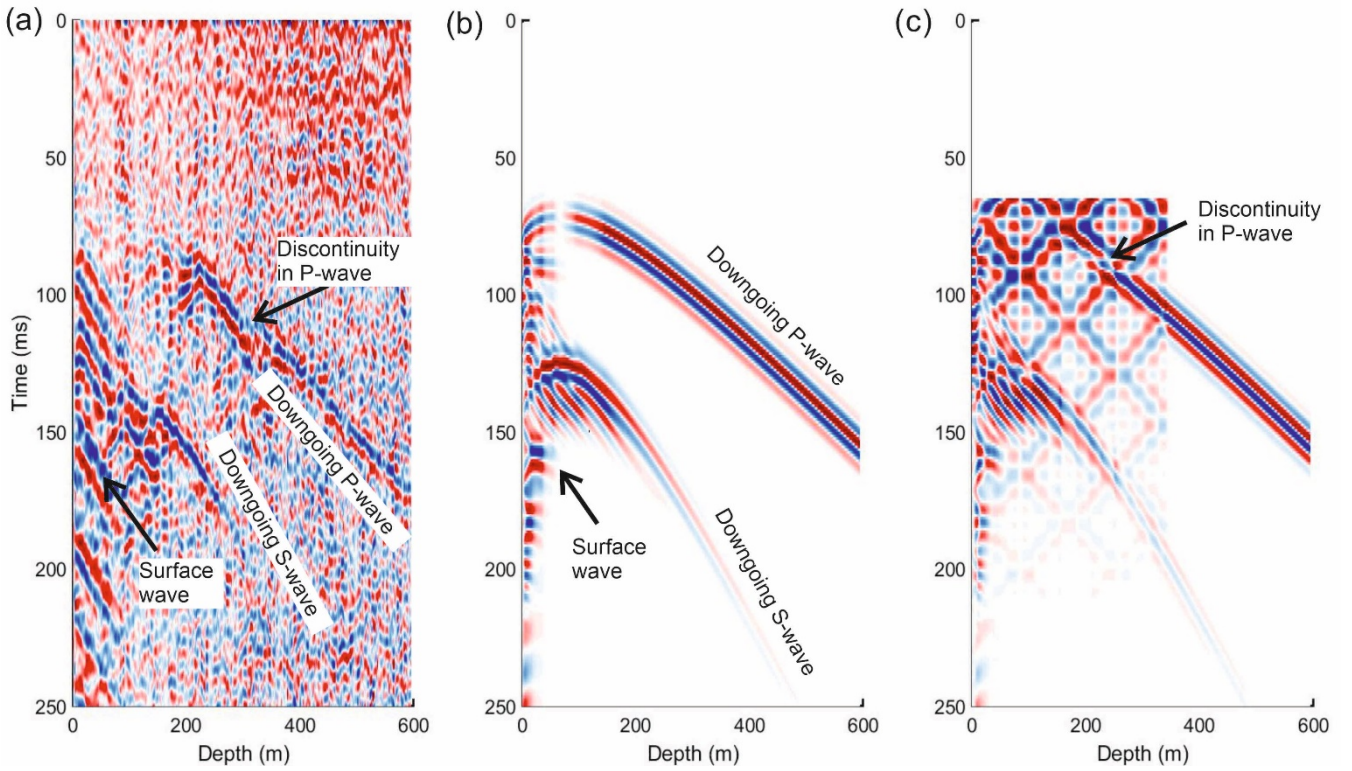 (a)
0
50
100
150
200
250
Time (ms)
0
200
400
600
Depth (m)
Discontinuity
in P-wave
Downgoing P-wave
Downgoing S-wave
Surface
wave
(b)
0
50
100
150
200
250
0
200
400
600
Depth (m)
Downgoing P-wave
Surface
wave
Downgoing S-wave
(c)
0
50
100
150
200
250
0
200
400
600
Depth (m)
Discontinuity
in P-wave